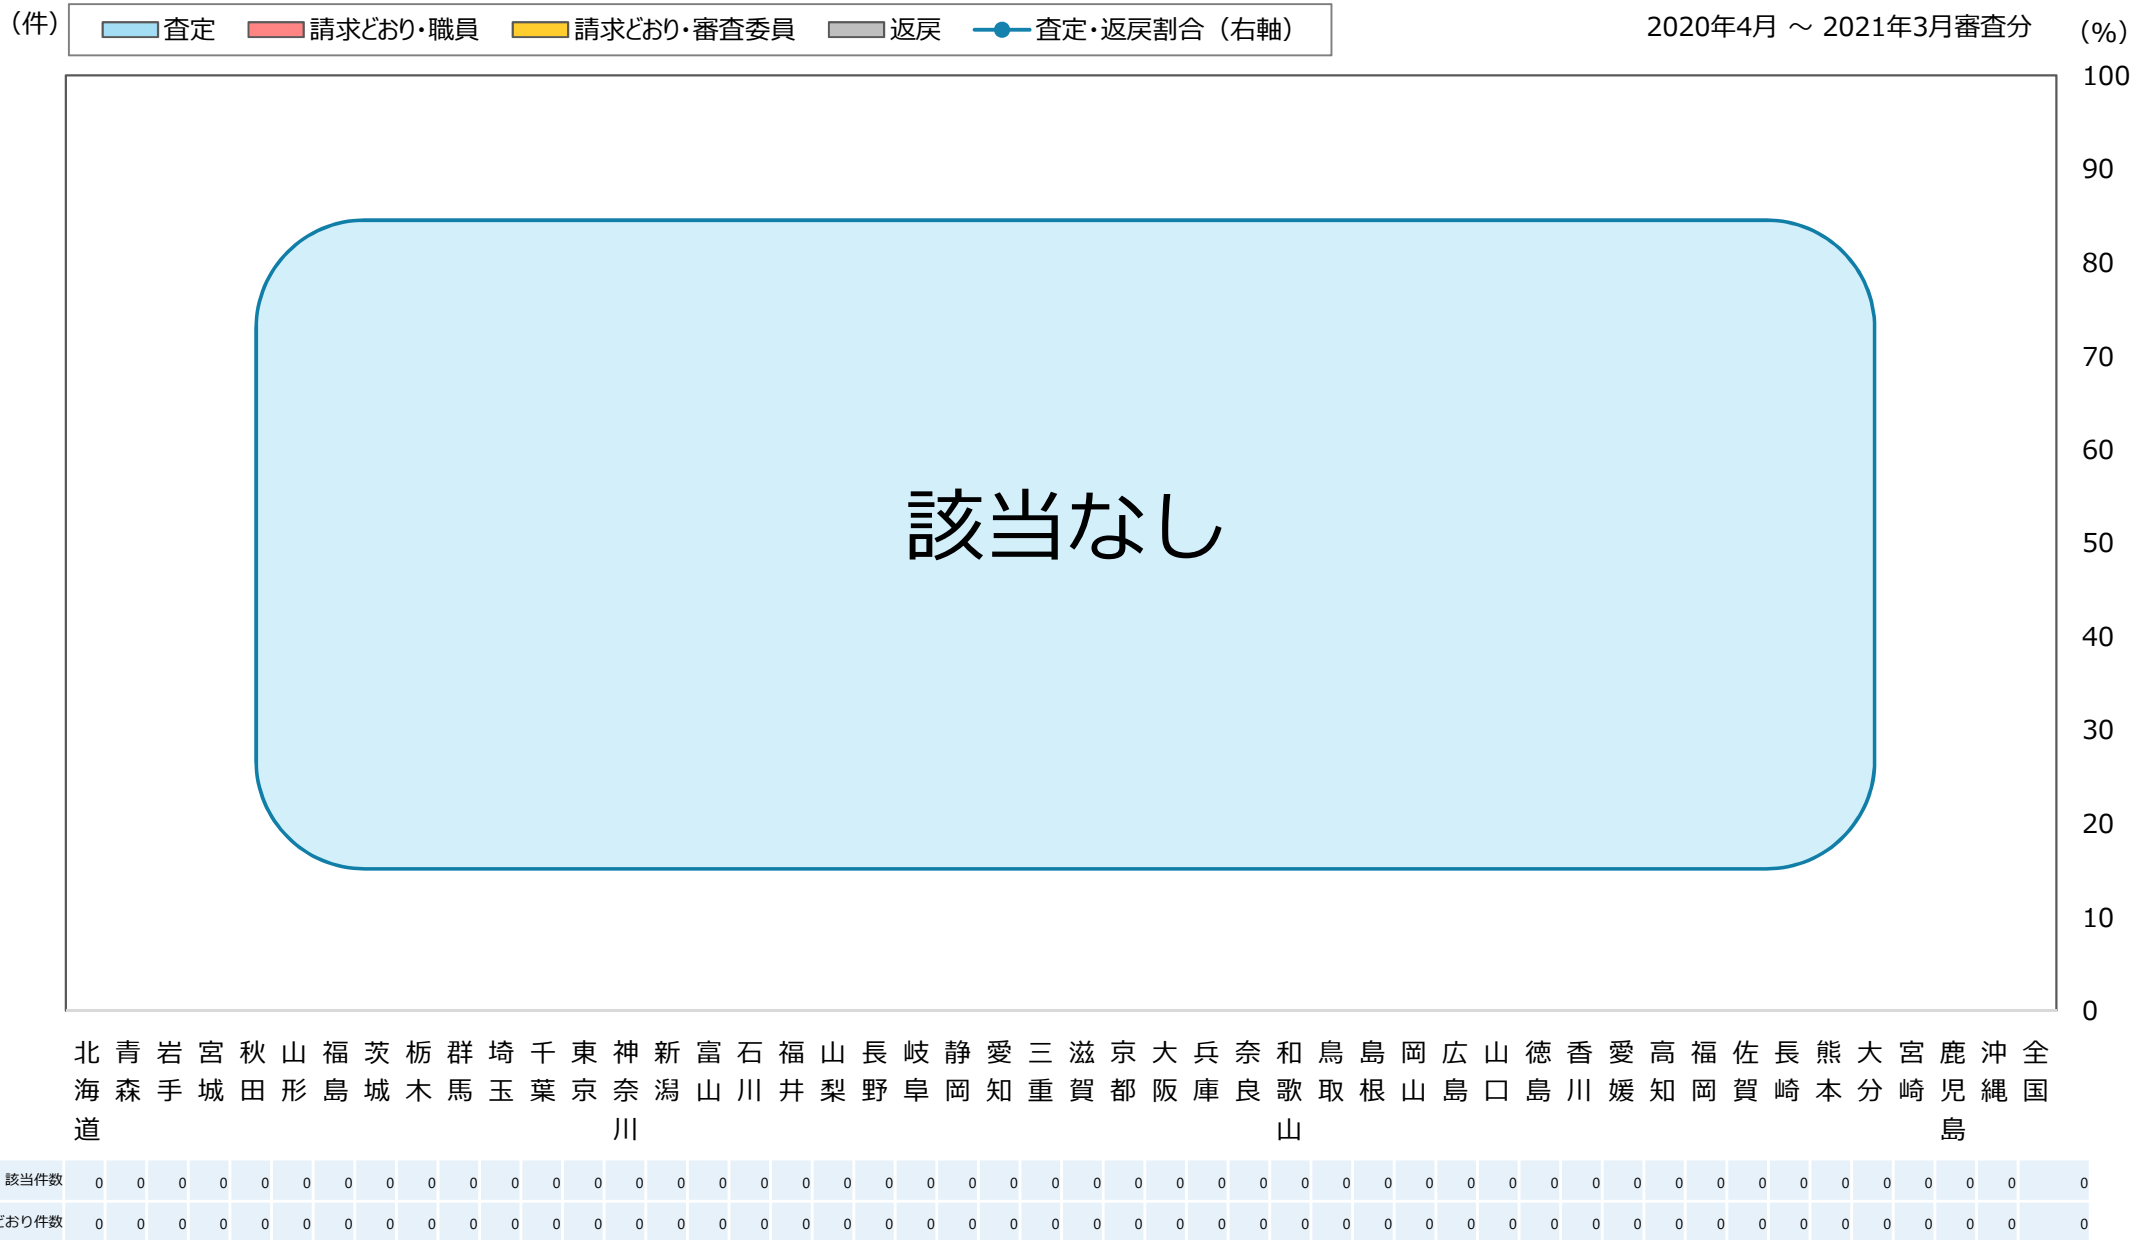 （件） 査定 請求どおり・職員 請求どおり・審査委員 返戻 査定・返戻割合（右軸） 2020年4月 ～ 2021年3月審査分 （%）
100
90
80
70
60
50
40
30
20
10
0
該当なし
北海道 青森 岩手 宮城 秋田 山形 福島 茨城 栃木 群馬 埼玉 千葉 東京 神奈川 新潟 富山 石川 福井 山梨 長野 岐阜 静岡 愛知 三重 滋賀 京都 大阪 兵庫 奈良 和歌山 鳥取 島根 岡山 広島 山口 徳島 香川 愛媛 高知 福岡 佐賀 長崎 熊本 大分 宮崎 鹿児島 沖縄 全国
該当件数 0 0 0 0 0 0 0 0 0 0 0 0 0 0 0 0 0 0 0 0 0 0 0 0 0 0 0 0 0 0 0 0 0 0 0 0 0 0 0 0 0 0 0 0 0 0 0 0
どおり件数 0 0 0 0 0 0 0 0 0 0 0 0 0 0 0 0 0 0 0 0 0 0 0 0 0 0 0 0 0 0 0 0 0 0 0 0 0 0 0 0 0 0 0 0 0 0 0 0